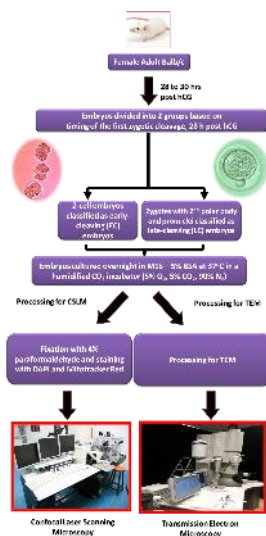 Female Adult Balb/c
28 to 30 hrs
post hCG
Embryos divided into 2 groups based on
timing of the first zygotic cleavage, 28 h post hCG
2-cell embryos
classified as early-
cleaving (EC)
embryos
Zygotes with 2nd polar body
and pronuclei classified as
late-cleaving (LC)
embryo
Embryos cultured overnight in M16 5% BSA at 37°C in a
humidified CO2 incubator (5% O2, 5% CO2, 90% N2)
Processing for CSLM
Processing for TEM
Fixation with 4%
paraformaldehyde and staining
with DAPI and Mitotracker Red
Processing for TEM
Confocal Laser Scanning
Microscopy
Transmission Electron
Microscopy